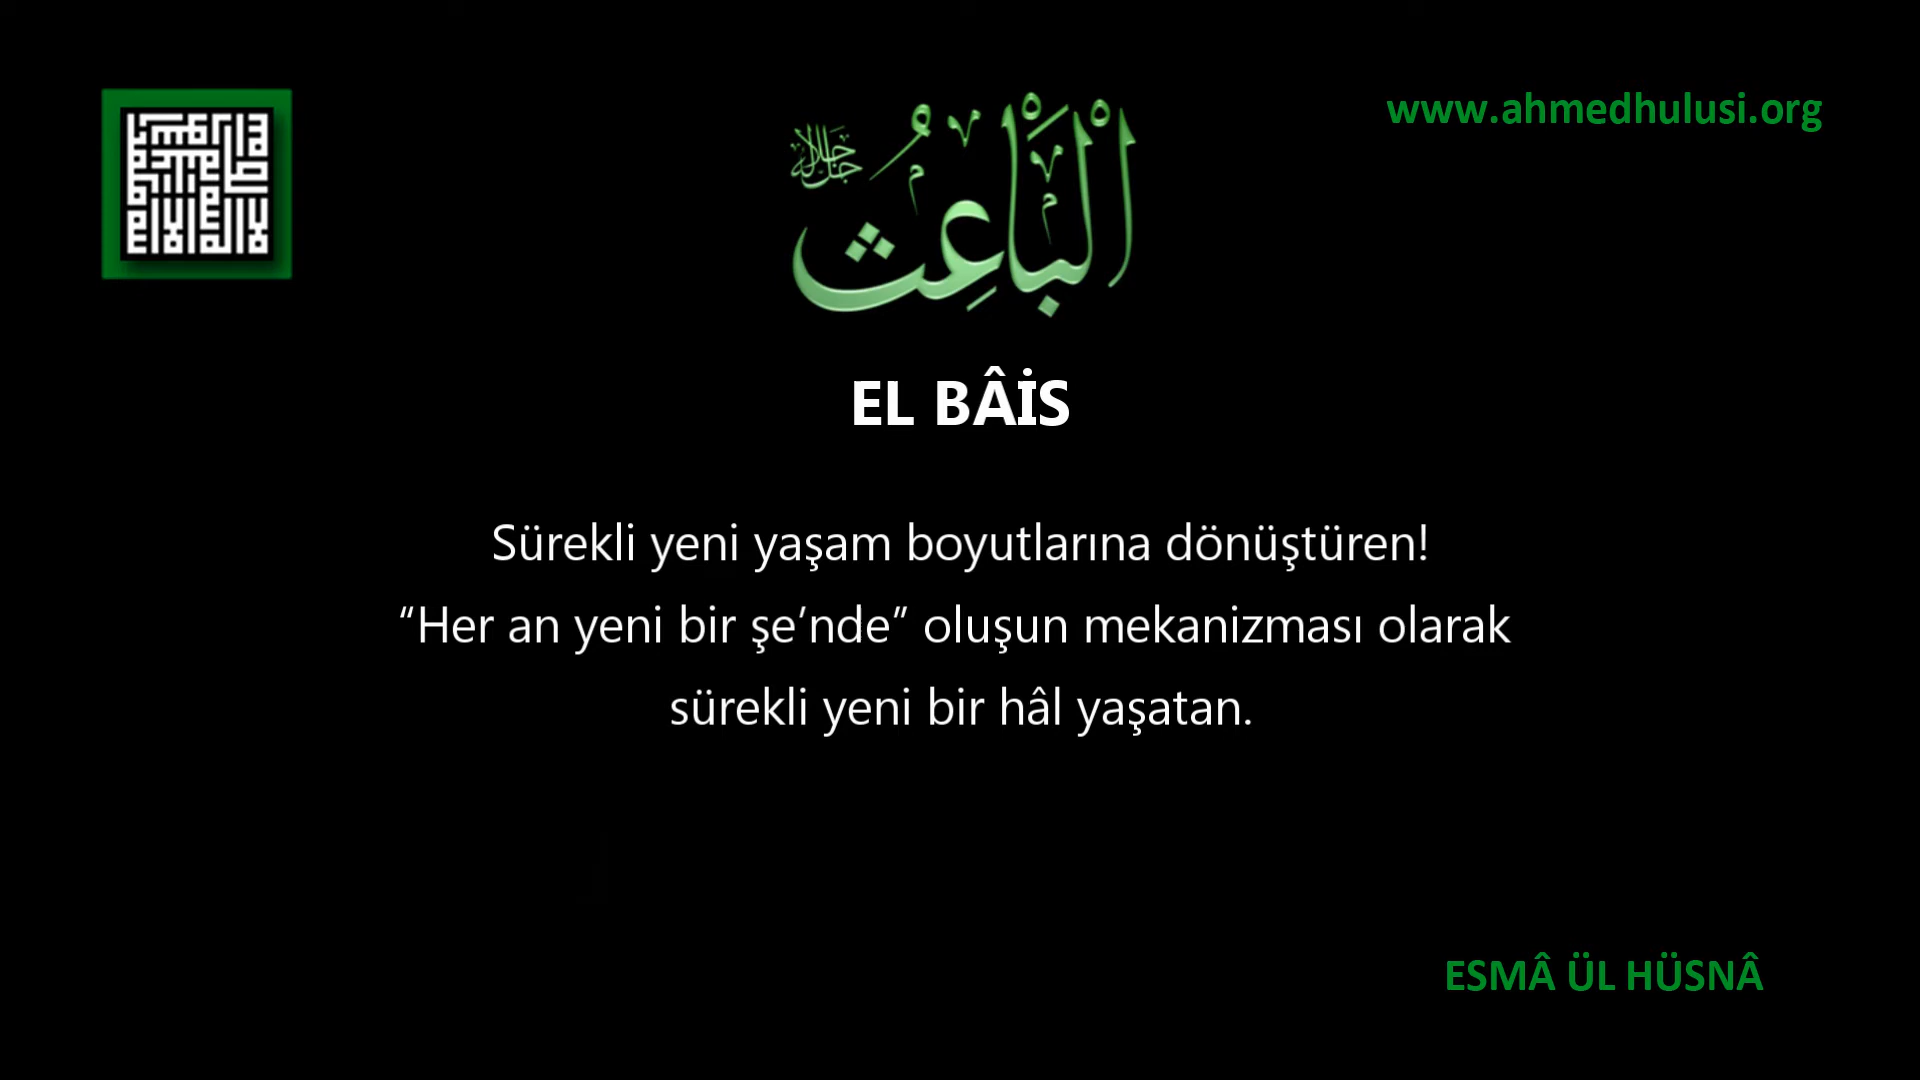 www.ahmedhulusi.org
الْبَاعِثُ
جل جلاله
EL BÂİS
Sürekli yeni yaşam boyutlarına dönüştüren!
“Her an yeni bir şe’nde” oluşun mekanizması olarak
sürekli yeni bir hâl yaşatan.
ESMÂ ÜL HÜSNÂ